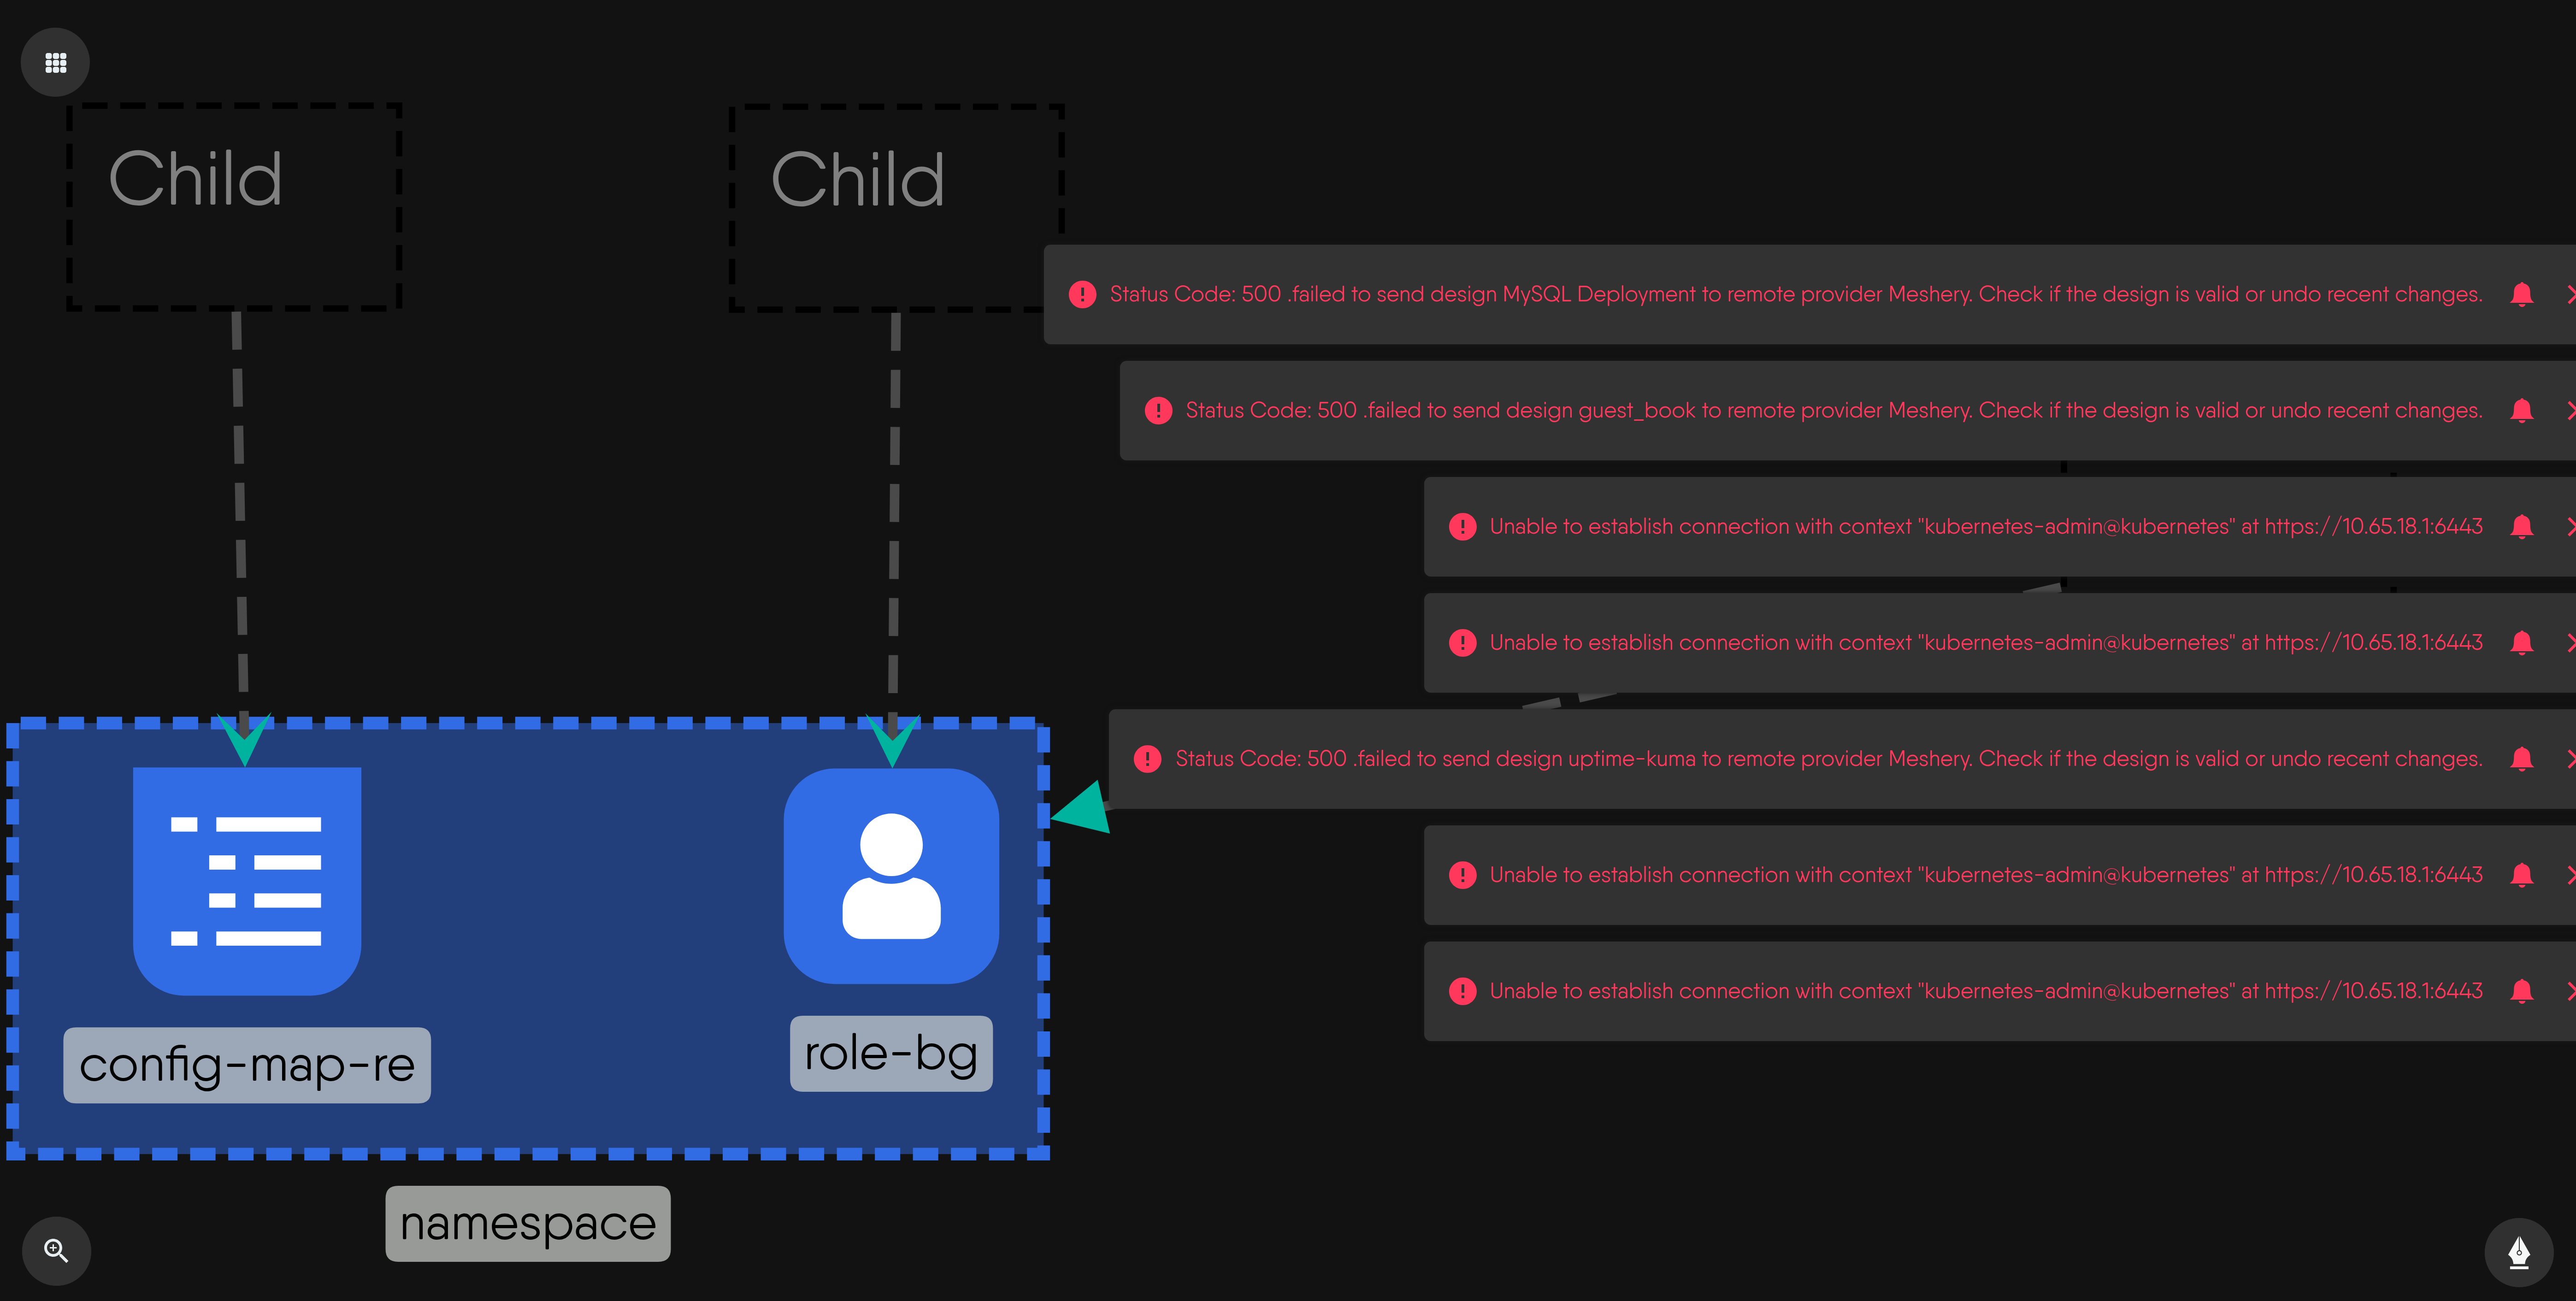 Child
Child
Status Code: 500 .failed to send design MySQL Deployment to remote provider Meshery. Check if the design is valid or undo recent changes.
Status Code: 500 .failed to send design guest_book to remote provider Meshery. Check if the design is valid or undo recent changes.
Unable to establish connection with context "kubernetes-admin@kubernetes" at https://10.65.18.1:6443
Unable to establish connection with context "kubernetes-admin@kubernetes" at https://10.65.18.1:6443
Status Code: 500 .failed to send design uptime-kuma to remote provider Meshery. Check if the design is valid or undo recent changes.
Unable to establish connection with context "kubernetes-admin@kubernetes" at https://10.65.18.1:6443
Unable to establish connection with context "kubernetes-admin@kubernetes" at https://10.65.18.1:6443
config-map-re
role-bg
namespace